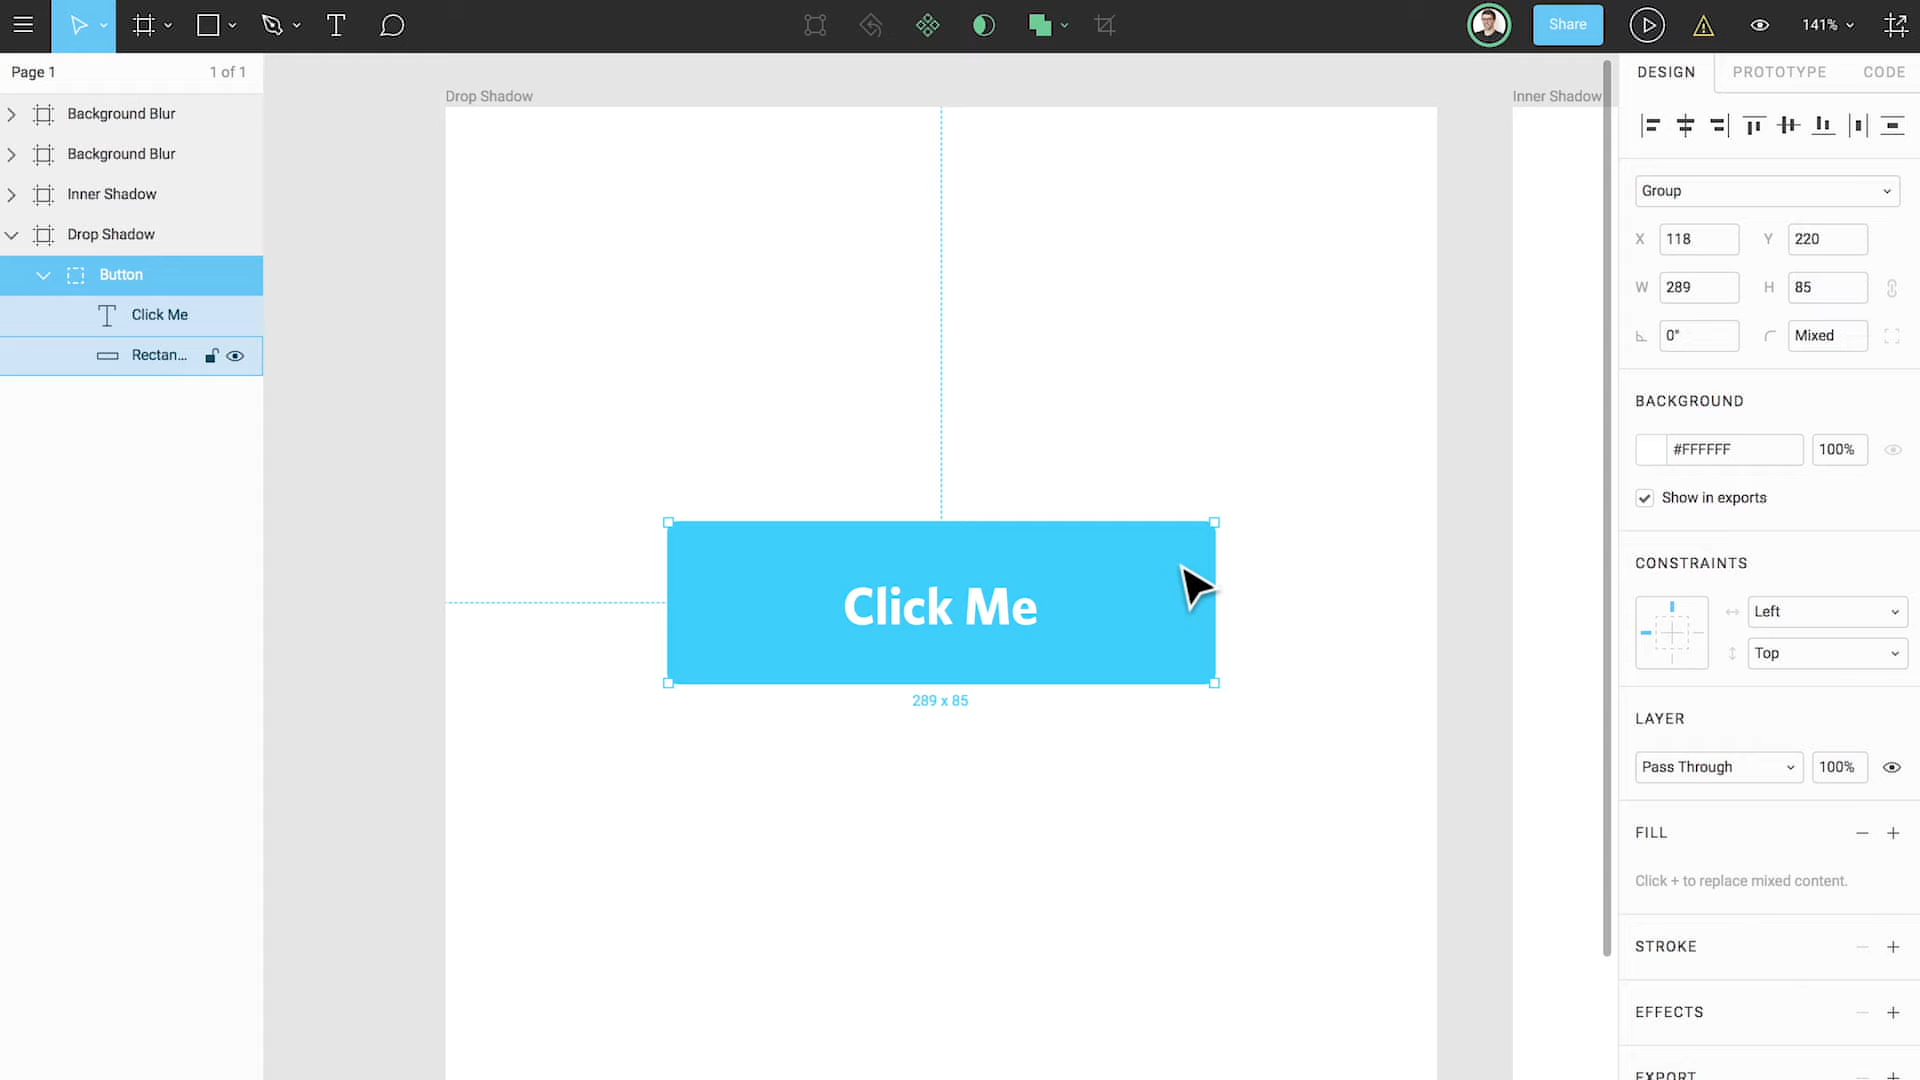 Share
141%
Page 1
1 of 1
Background Blur
Background Blur
Inner Shadow
Drop Shadow
Button
Click Me
Rectan...
Drop Shadow
Inner Shadow
Click Me
289 x 85
DESIGN
PROTOTYPE
CODE
Group
X 118
Y 220
W 289
H 85
0°
Mixed
BACKGROUND
#FFFFFF
100%
Show in exports
CONSTRAINTS
Left
Top
LAYER
Pass Through
100%
FILL
Click + to replace mixed content.
STROKE
EFFECTS
EXPORT